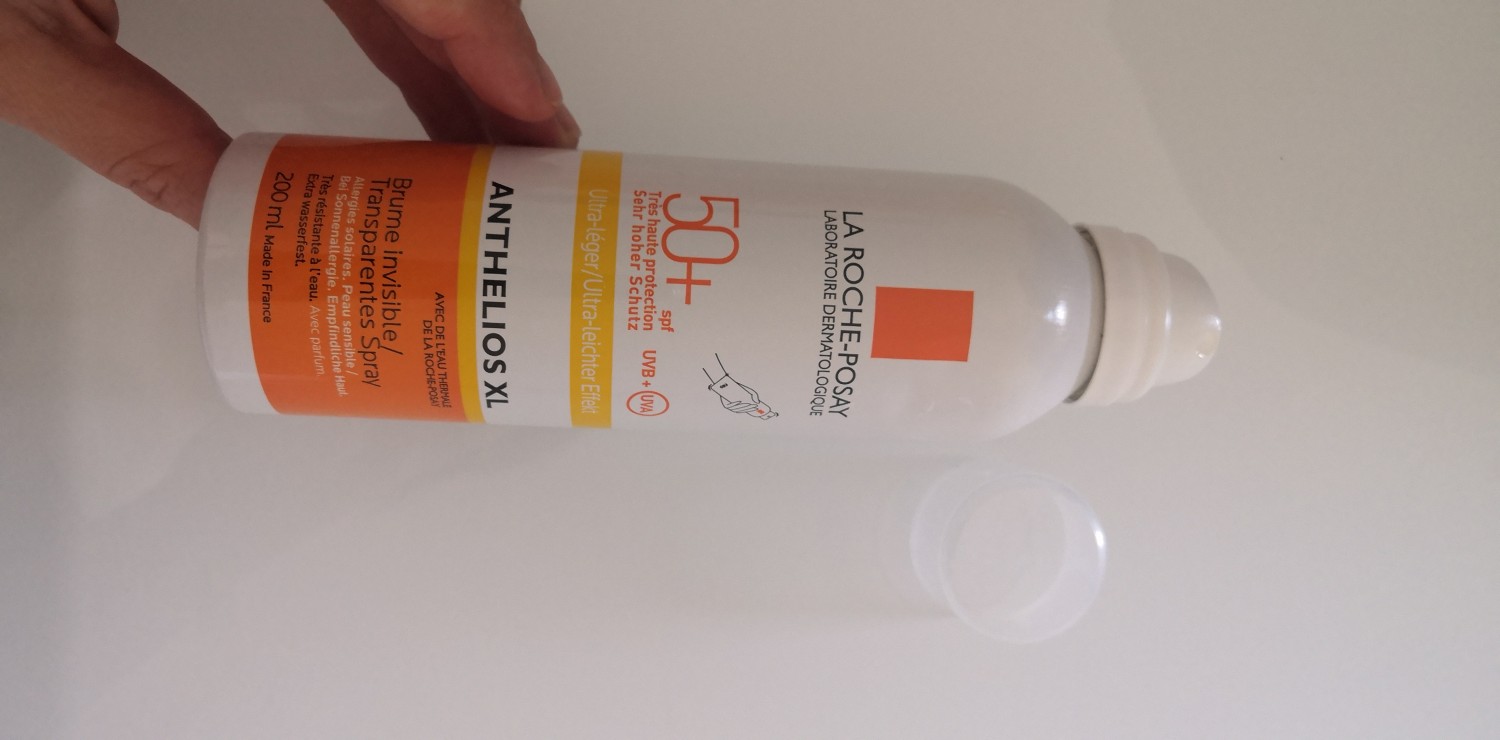 LA ROCHE-POSAY
LABORATOIRE DERMATOLOGIQUE
50+
spf
Très haute protection
Sehr hoher Schutz
UVB + UVA
Ultra-léger/Ultra-leichter Effekt
ANTHELIOS XL
AVEC DE L'EAU THERMALE
DE LA ROCHE-POSAY
Brume invisible/
Transparentes Spray
Allergies solaires. Peau sensible /
Bei Sonnenallergie. Empfindliche Haut.
Très résistante à l'eau. Avec parfum.
Extra wasserfest.
200 ml Made In France